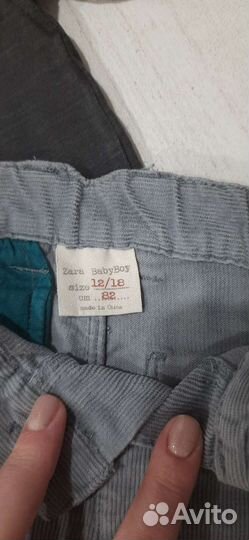 Zara BabyBoy
size 12/18
cm ..82....
made in China
Avito